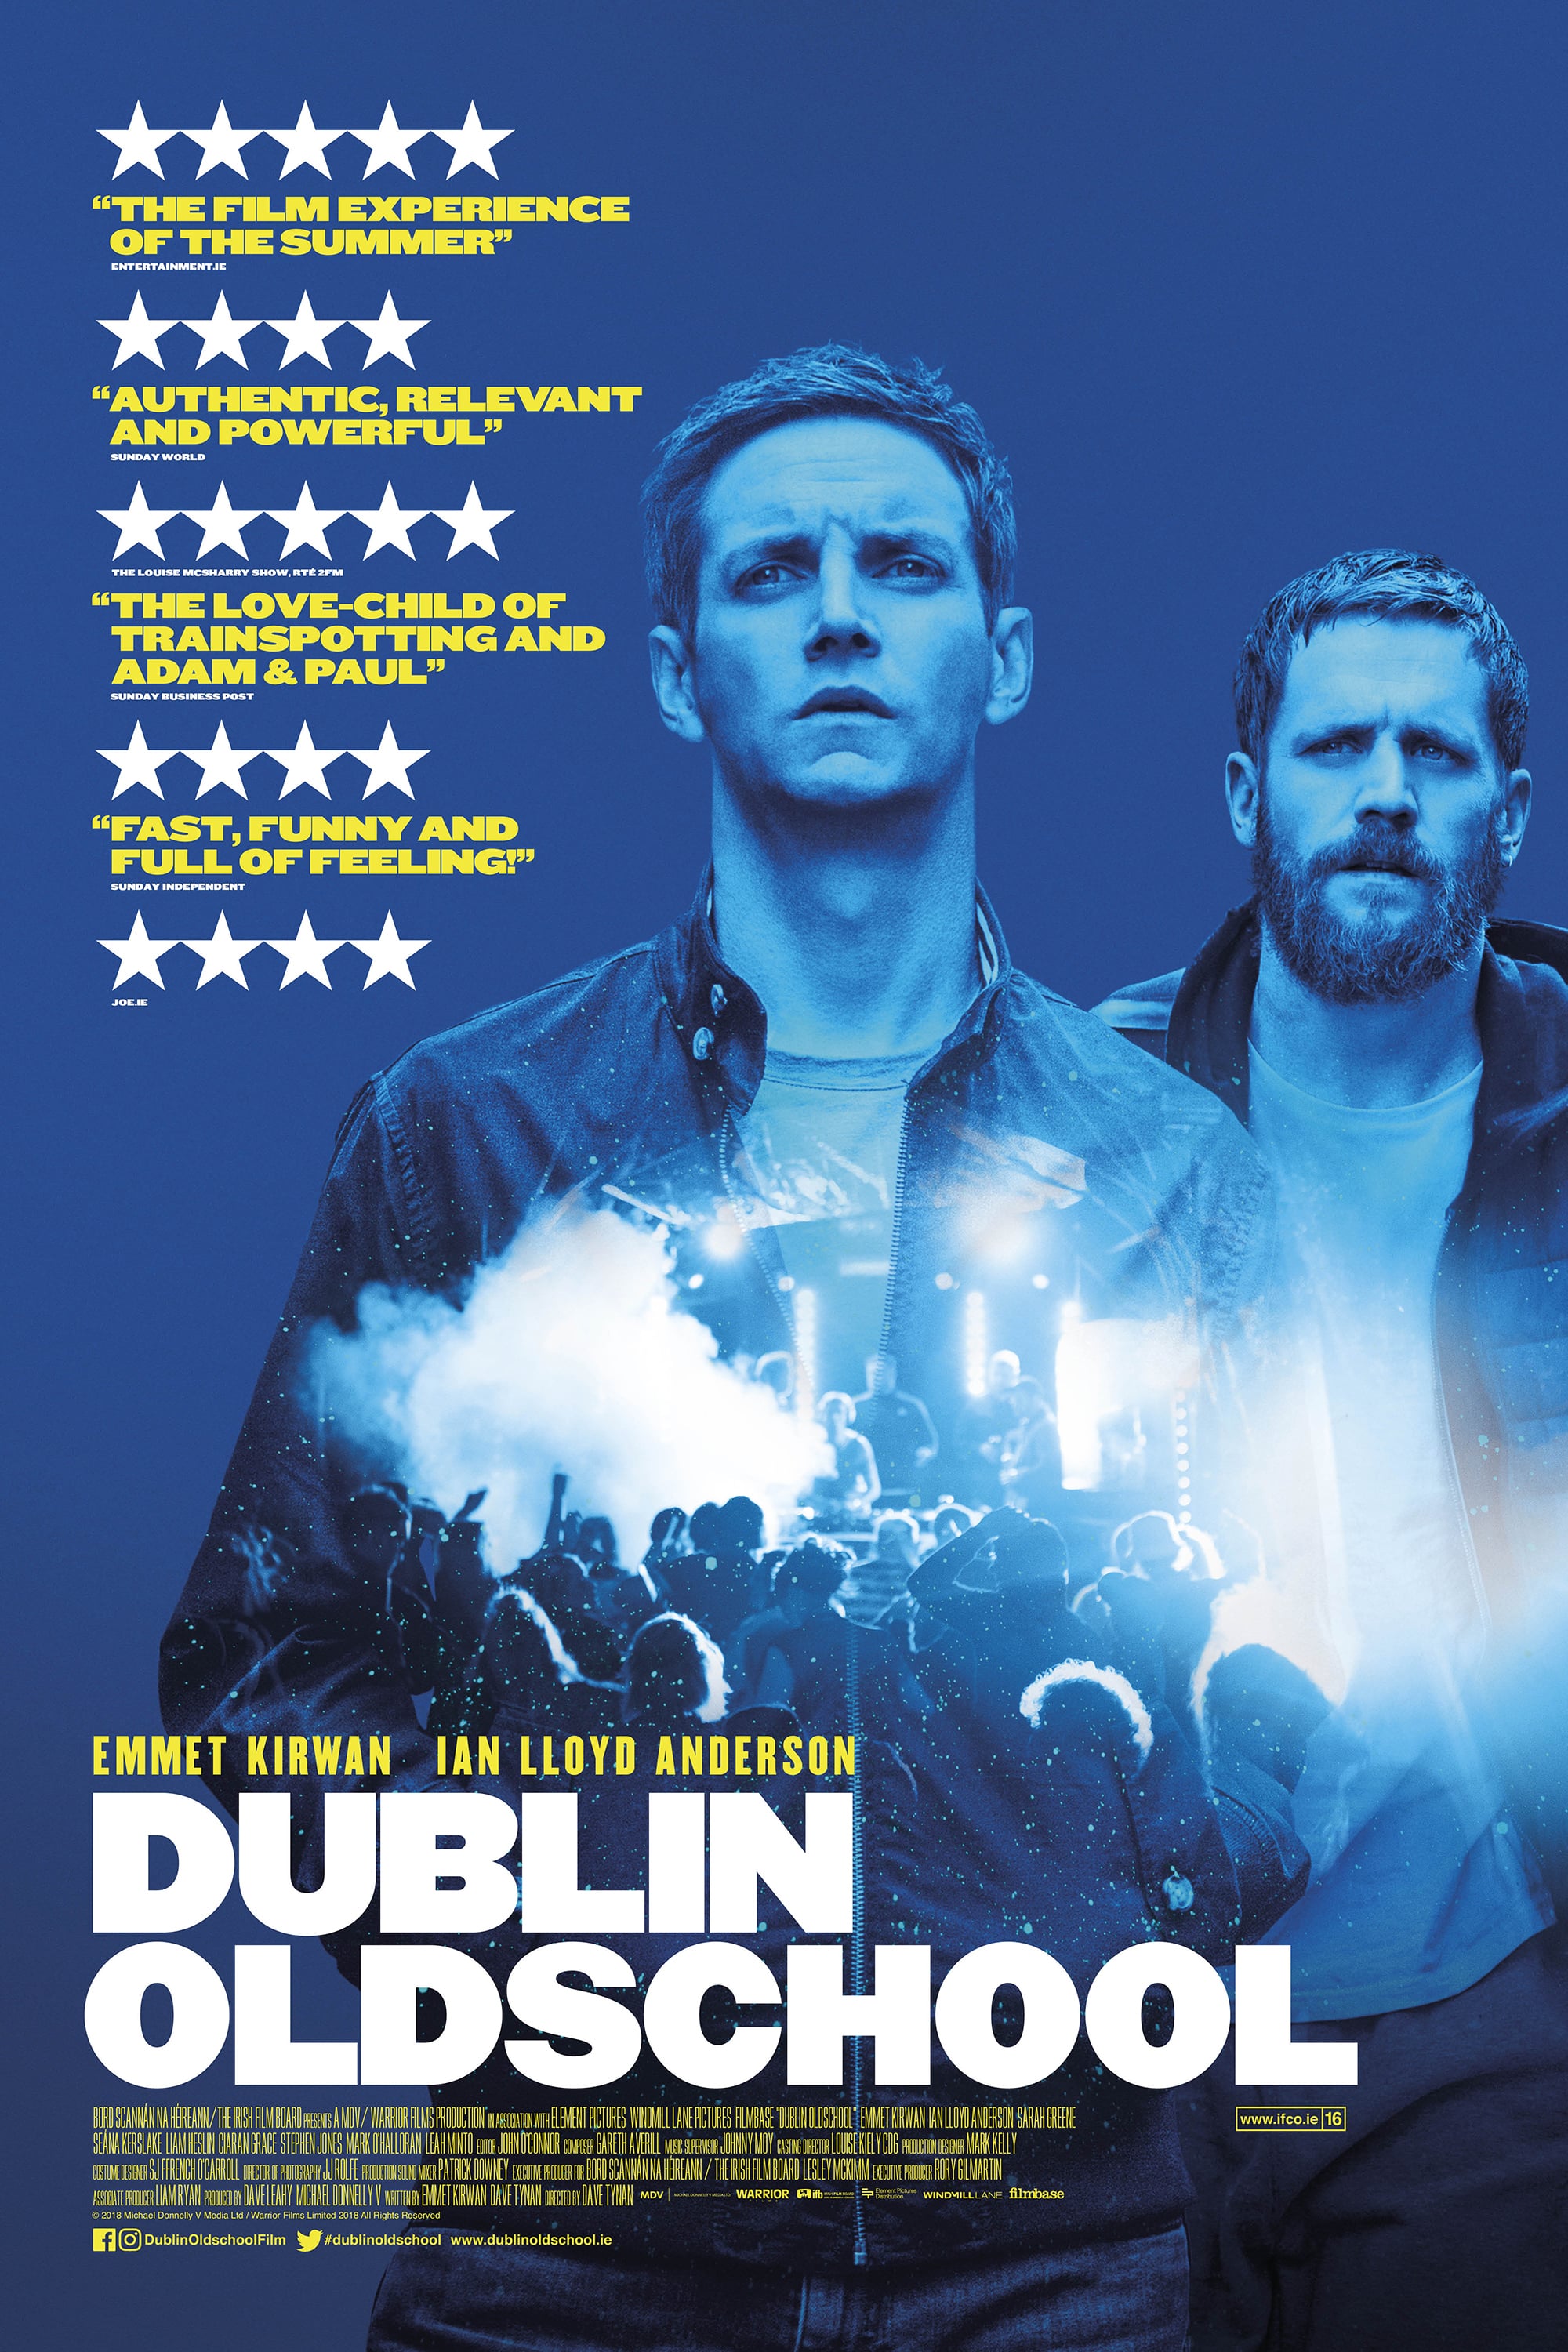 “THE FILM EXPERIENCE
OF THE SUMMER”
ENTERTAINMENT.IE
“AUTHENTIC, RELEVANT
AND POWERFUL”
SUNDAY WORLD
THE LOUISE MCSHARRY SHOW, RTÉ 2FM
“THE LOVE-CHILD OF
TRAINSPOTTING AND
ADAM & PAUL”
SUNDAY BUSINESS POST
“FAST, FUNNY AND
FULL OF FEELING!”
SUNDAY INDEPENDENT
JOE.IE
EMMET KIRWAN IAN LLOYD ANDERSON
DUBLIN
OLDSCHOOL
BORD SCANNÁN NA HÉIREANN / THE IRISH FILM BOARD PRESENTS A MDV / WARRIOR FILMS PRODUCTION IN ASSOCIATION WITH ELEMENT PICTURES WINDMILL LANE PICTURES FILMBASE "DUBLIN OLDSCHOOL" EMMET KIRWAN IAN LLOYD ANDERSON SARAH GREENE
SEÁNA KERSLAKE LIAM HESLIN CIARAN GRACE STEPHEN JONES MARK O'HALLORAN LEAH MINTO EDITOR JOHN O'CONNOR COMPOSER GARETH AVERILL MUSIC SUPERVISOR JOHNNY MOY CASTING DIRECTOR LOUISE KIELY CDG PRODUCTION DESIGNER MARK KELLY
COSTUME DESIGNER SJ FFRENCH O'CARROLL DIRECTOR OF PHOTOGRAPHY JJ ROLFE PRODUCTION SOUND MIXER PATRICK DOWNEY EXECUTIVE PRODUCER FOR BORD SCANNÁN NA HÉIREANN / THE IRISH FILM BOARD LESLEY MCKIMM EXECUTIVE PRODUCER RORY GILMARTIN
ASSOCIATE PRODUCER LIAM RYAN PRODUCED BY DAVE LEAHY MICHAEL DONNELLY V WRITTEN BY EMMET KIRWAN DAVE TYNAN DIRECTED BY DAVE TYNAN MDV MICHAEL DONNELLY V MEDIA LTD WARRIOR ifb Element Pictures Distribution WINDMILL LANE filmbase
www.ifco.ie 16
© 2018 Michael Donnelly V Media Ltd / Warrior Films Limited 2018 All Rights Reserved
DublinOldschoolFilm #dublinoldschool www.dublinoldschool.ie